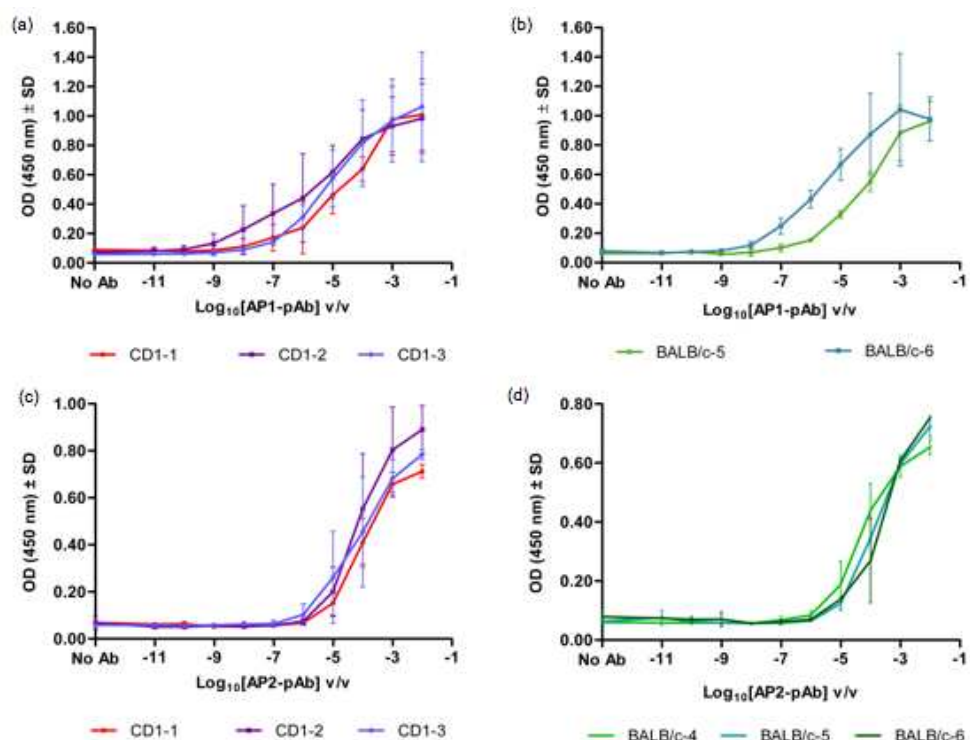 (a)
1.60
1.40
1.20
1.00
0.80
0.60
0.40
0.20
0.00
OD (450 nm) ± SD
No Ab -11 -9 -7 -5 -3 -1
Log10[AP1-pAb] v/v
CD1-1 CD1-2 CD1-3
(b)
1.60
1.40
1.20
1.00
0.80
0.60
0.40
0.20
0.00
OD (450 nm) ± SD
No Ab -11 -9 -7 -5 -3 -1
Log10[AP1-pAb] v/v
BALB/c-5 BALB/c-6
(c)
1.00
0.80
0.60
0.40
0.20
0.00
OD (450 nm) ± SD
No Ab -11 -9 -7 -5 -3 -1
Log10[AP2-pAb] v/v
CD1-1 CD1-2 CD1-3
(d)
0.80
0.60
0.40
0.20
0.00
OD (450 nm) ± SD
No Ab -11 -9 -7 -5 -3 -1
Log10[AP2-pAb] v/v
BALB/c-4 BALB/c-5 BALB/c-6